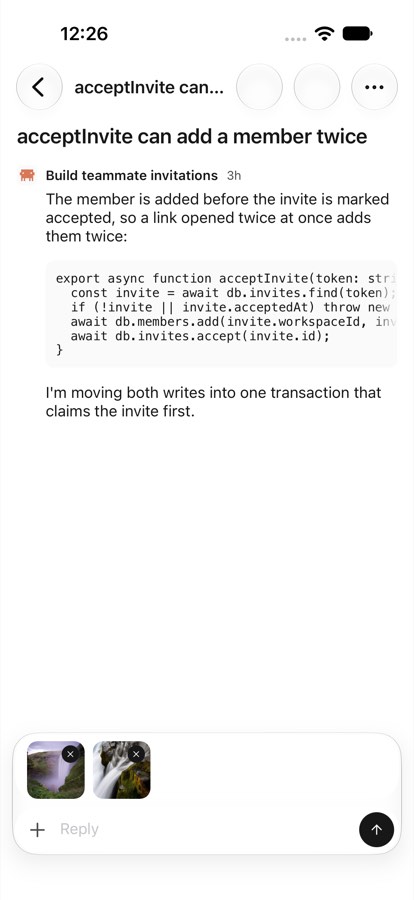 12:26
acceptInvite can...
acceptInvite can add a member twice
Build teammate invitations 3h
The member is added before the invite is marked
accepted, so a link opened twice at once adds
them twice:
export async function acceptInvite(token: stri
  const invite = await db.invites.find(token);
  if (!invite || invite.acceptedAt) throw new
  await db.members.add(invite.workspaceId, inv
  await db.invites.accept(invite.id);
}
I'm moving both writes into one transaction that
claims the invite first.
Reply